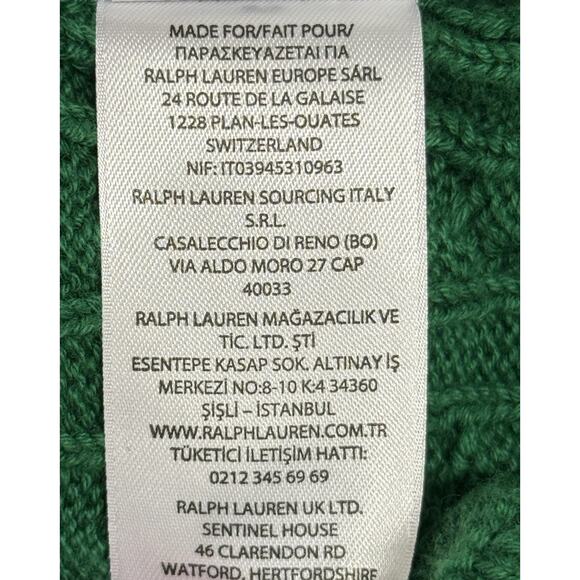 MADE FOR/FAIT POUR/
ΠΑΡΑΣΚΕΥΑΖΕΤΑΙ ΓΙΑ
RALPH LAUREN EUROPE SÁRL
24 ROUTE DE LA GALAISE
1228 PLAN-LES-OUATES
SWITZERLAND
NIF: IT03945310963
RALPH LAUREN SOURCING ITALY
S.R.L.
CASALECCHIO DI RENO (BO)
VIA ALDO MORO 27 CAP
40033
RALPH LAUREN MAĞAZACILIK VE
TİC. LTD. ŞTİ
ESENTEPE KASAP SOK. ALTINAY İŞ
MERKEZİ NO:8-10 K:4 34360
ŞİŞLİ – İSTANBUL
WWW.RALPHLAUREN.COM.TR
TÜKETİCİ İLETİŞİM HATTI:
0212 345 69 69
RALPH LAUREN UK LTD.
SENTINEL HOUSE
46 CLARENDON RD
WATFORD, HERTFORDSHIRE